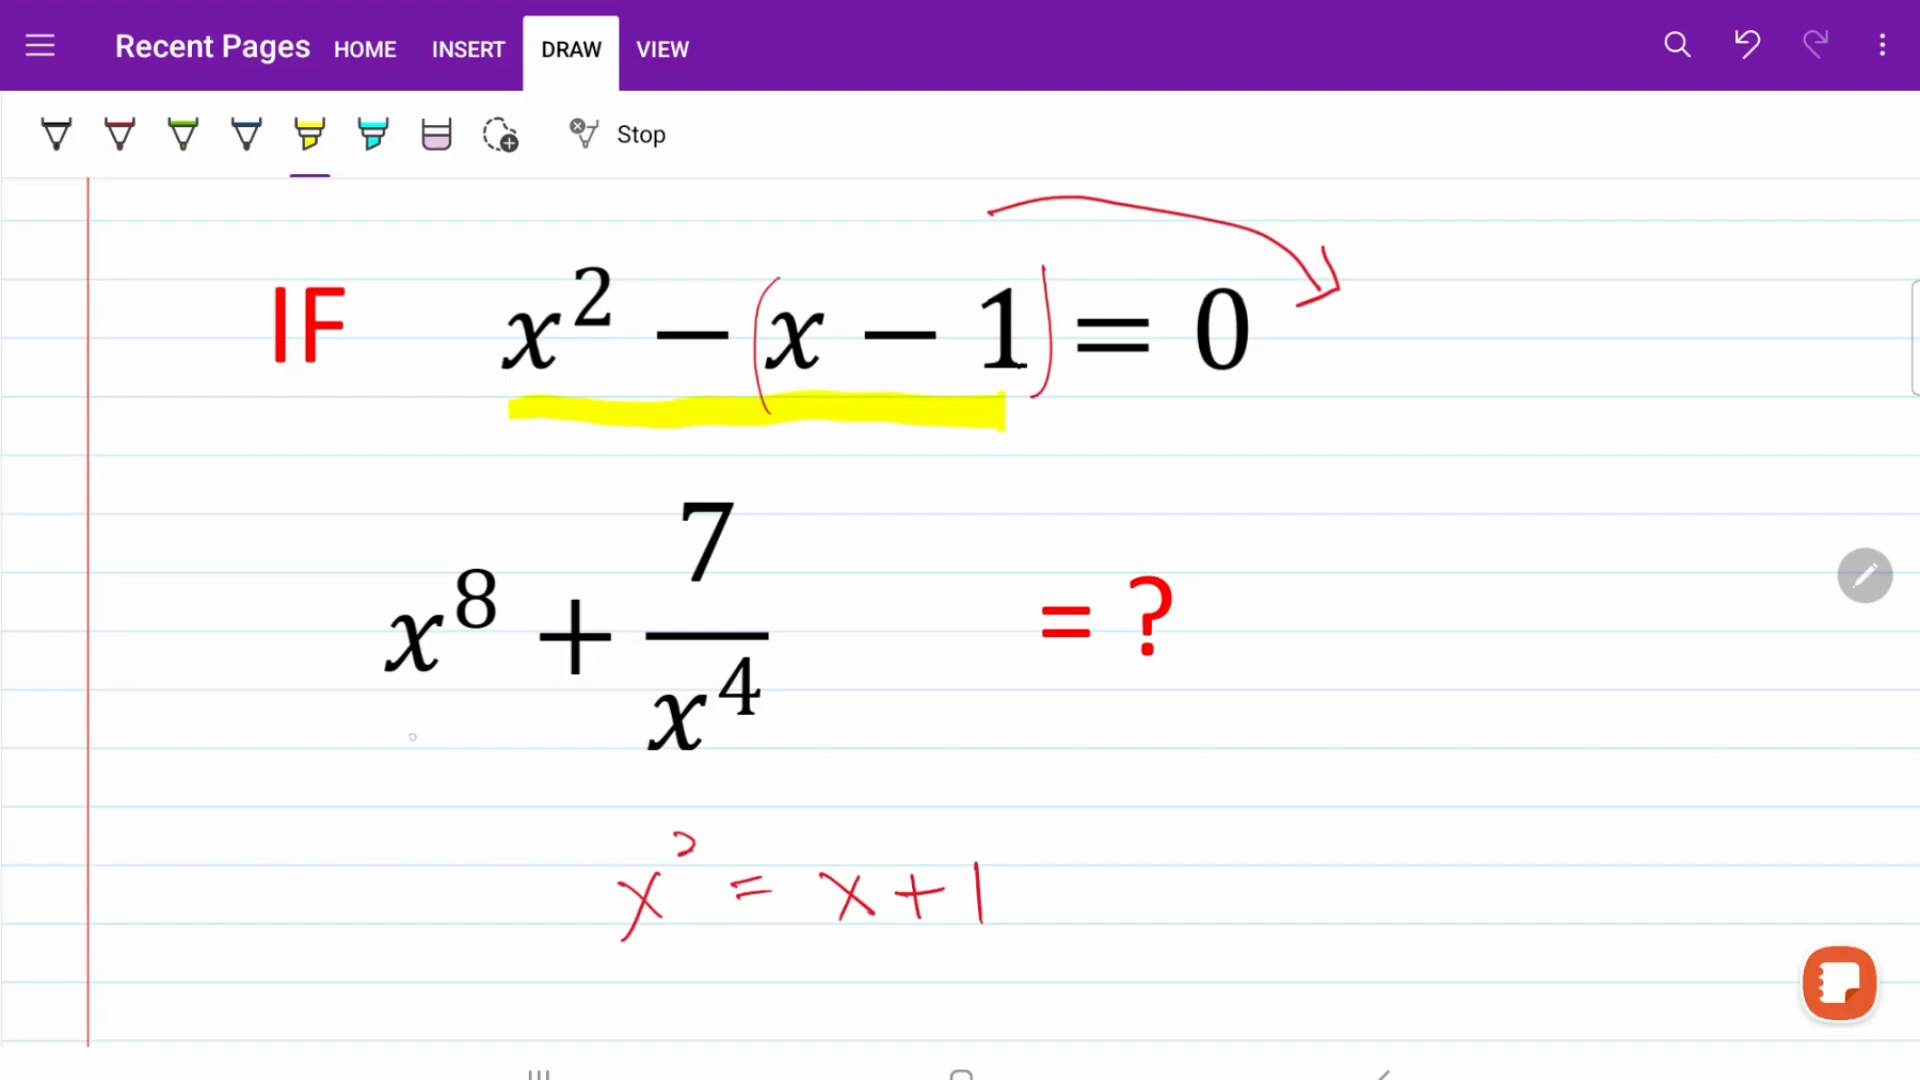 Recent Pages HOME INSERT DRAW VIEW
Stop
IF x² − (x − 1) = 0
x⁸ + 7/x⁴ = ?
x² = x + 1